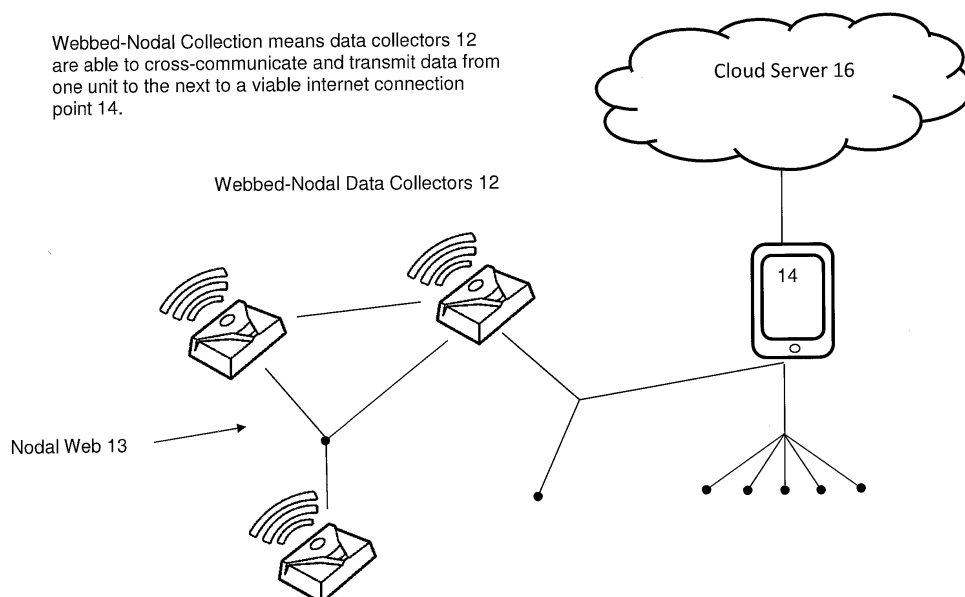 Webbed-Nodal Collection means data collectors 12
are able to cross-communicate and transmit data from
one unit to the next to a viable internet connection
point 14.
Cloud Server 16
Webbed-Nodal Data Collectors 12
14
Nodal Web 13